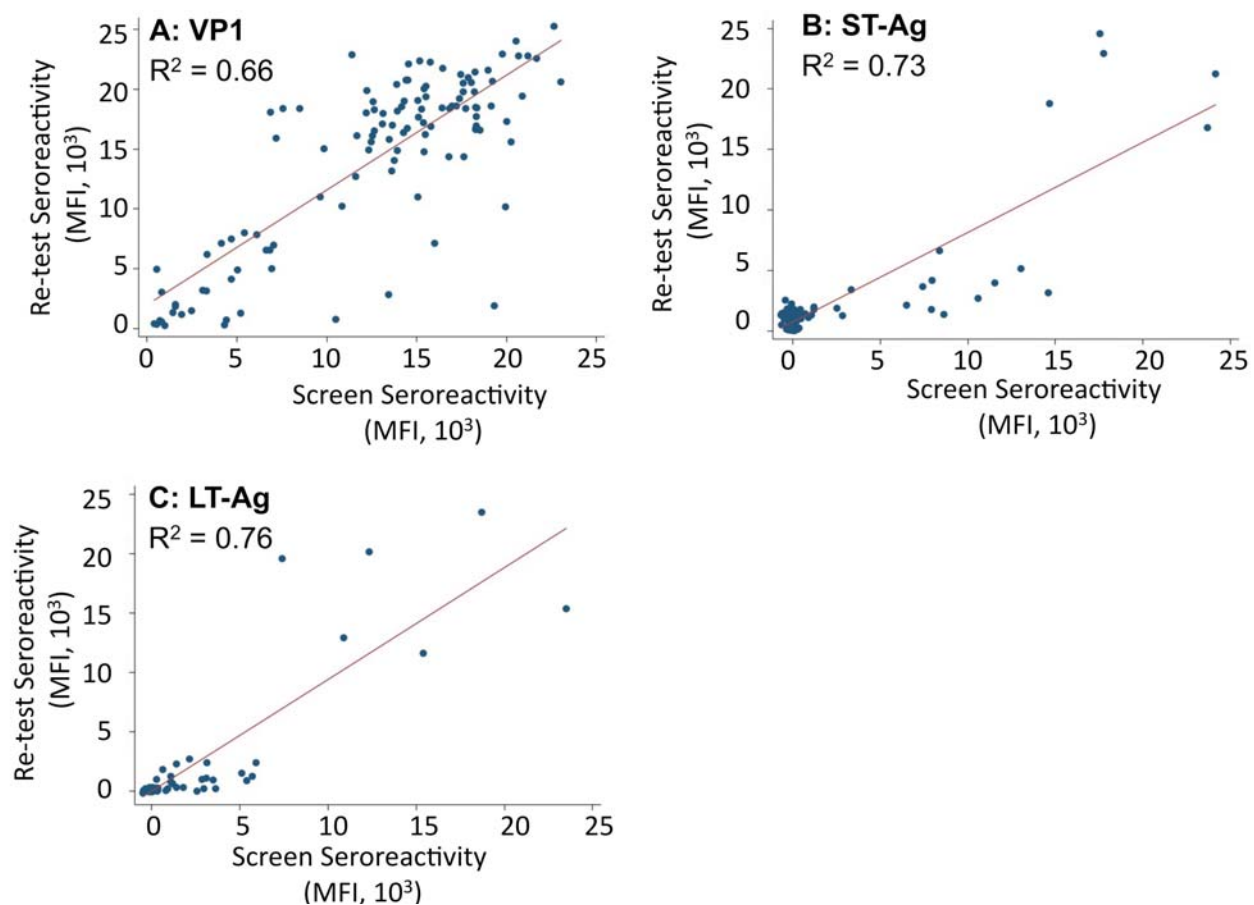 A: VP1
R² = 0.66
25
20
15
10
5
0
Re-test Seroreactivity
(MFI, 10³)
0 5 10 15 20 25
Screen Seroreactivity
(MFI, 10³)
B: ST-Ag
R² = 0.73
25
20
15
10
5
0
Re-test Seroreactivity
(MFI, 10³)
0 5 10 15 20 25
Screen Seroreactivity
(MFI, 10³)
C: LT-Ag
R² = 0.76
25
20
15
10
5
0
Re-test Seroreactivity
(MFI, 10³)
0 5 10 15 20 25
Screen Seroreactivity
(MFI, 10³)